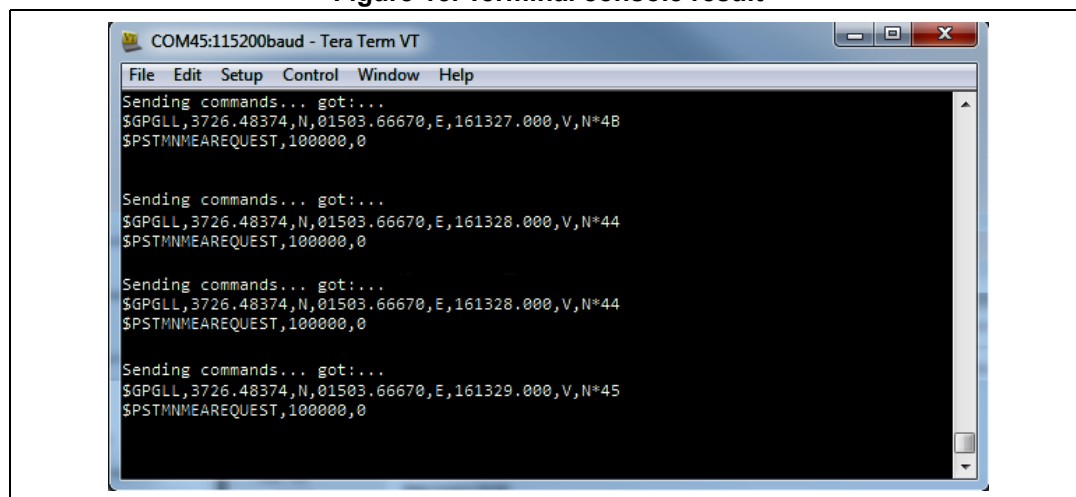 COM45:115200baud - Tera Term VT
File Edit Setup Control Window Help
Sending commands... got:...
$GPGLL,3726.48374,N,01503.66670,E,161327.000,V,N*4B
$PSTMNMEAREQUEST,100000,0
Sending commands... got:...
$GPGLL,3726.48374,N,01503.66670,E,161328.000,V,N*44
$PSTMNMEAREQUEST,100000,0
Sending commands... got:...
$GPGLL,3726.48374,N,01503.66670,E,161328.000,V,N*44
$PSTMNMEAREQUEST,100000,0
Sending commands... got:...
$GPGLL,3726.48374,N,01503.66670,E,161329.000,V,N*45
$PSTMNMEAREQUEST,100000,0